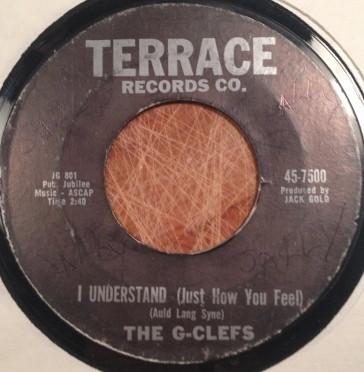 TERRACE
RECORDS CO.
JG 801
Pub. Jubilee
Music - ASCAP
Time 2:40
45-7500
Produced by
JACK GOLD
I UNDERSTAND (Just How You Feel)
(Auld Lang Syne)
THE G-CLEFS